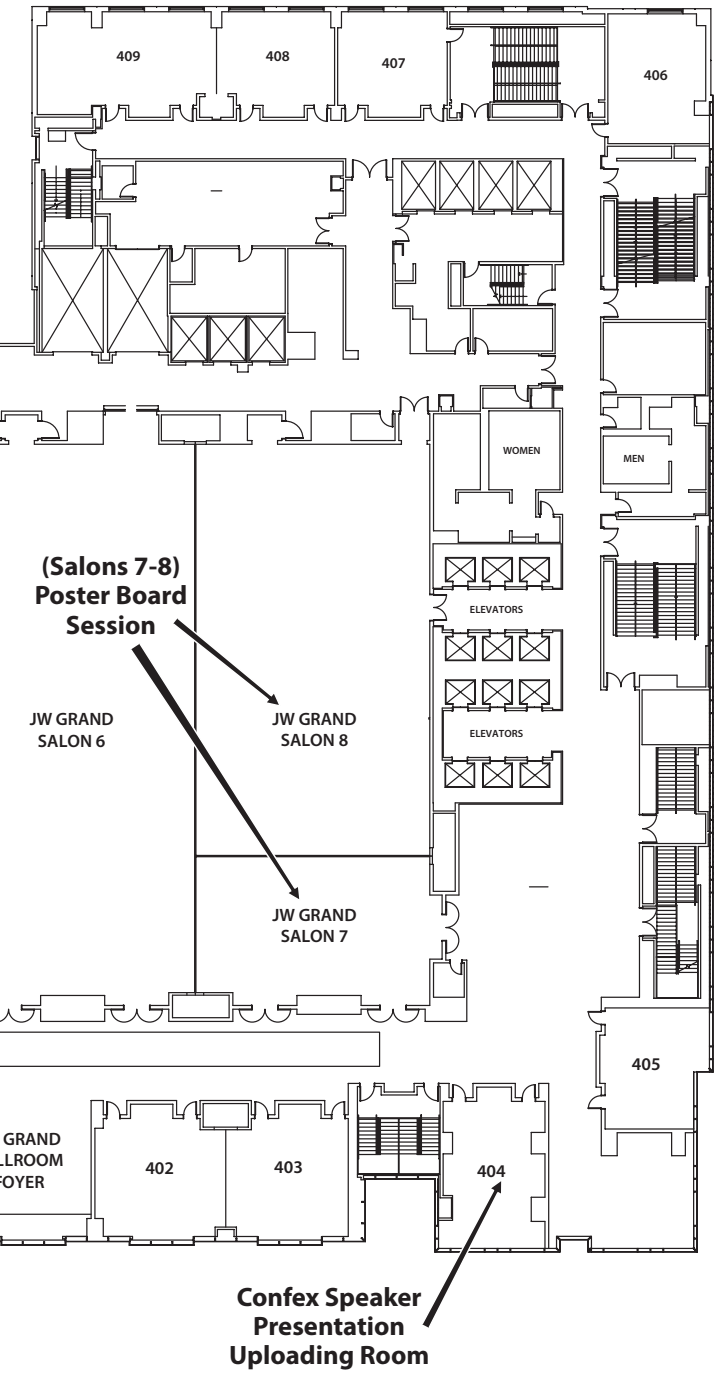 409
408
407
406
WOMEN
MEN
(Salons 7-8)
Poster Board
Session
ELEVATORS
JW GRAND
SALON 6
JW GRAND
SALON 8
ELEVATORS
JW GRAND
SALON 7
405
GRAND
LLROOM
FOYER
402
403
404
Confex Speaker
Presentation
Uploading Room